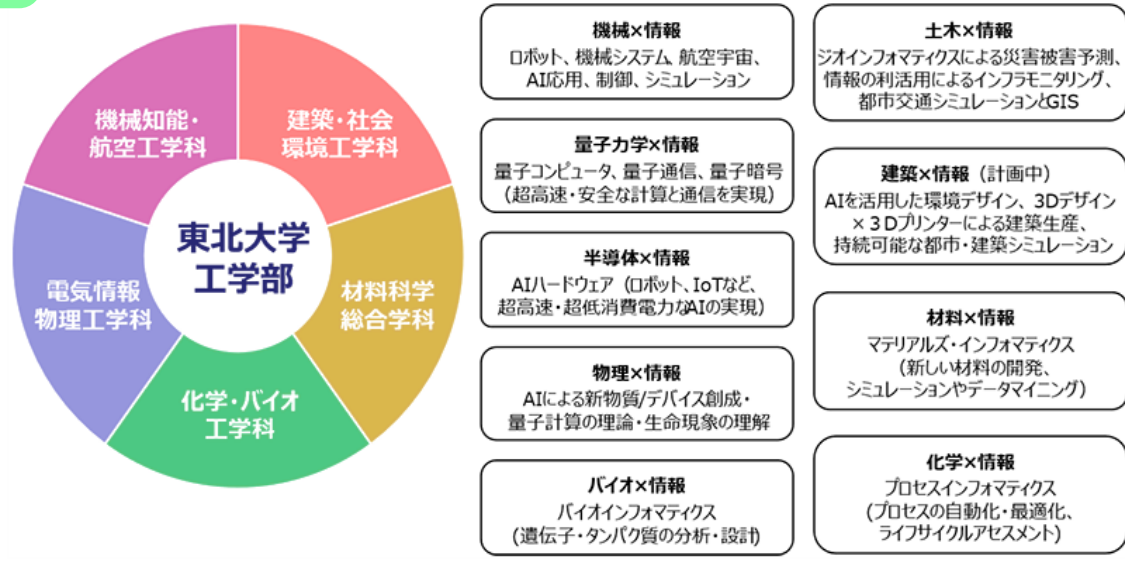 機械知能・
航空工学科
建築・社会
環境工学科
東北大学
工学部
電気情報
物理工学科
材料科学
総合学科
化学・バイオ
工学科
機械×情報
ロボット、機械システム、航空宇宙、
AI応用、制御、シミュレーション
量子力学×情報
量子コンピュータ、量子通信、量子暗号
（超高速・安全な計算と通信を実現）
半導体×情報
AIハードウェア（ロボット、IoTなど、
超高速・超低消費電力なAIの実現）
物理×情報
AIによる新物質/デバイス創成・
量子計算の理論・生命現象の理解
バイオ×情報
バイオインフォマティクス
(遺伝子・タンパク質の分析・設計)
土木×情報
ジオインフォマティクスによる災害被害予測、
情報の利活用によるインフラモニタリング、
都市交通シミュレーションとGIS
建築×情報（計画中）
AIを活用した環境デザイン、3Dデザイン
×３Dプリンターによる建築生産、
持続可能な都市・建築シミュレーション
材料×情報
マテリアルズ・インフォマティクス
（新しい材料の開発、
シミュレーションやデータマイニング）
化学×情報
プロセスインフォマティクス
(プロセスの自動化・最適化、
ライフサイクルアセスメント)